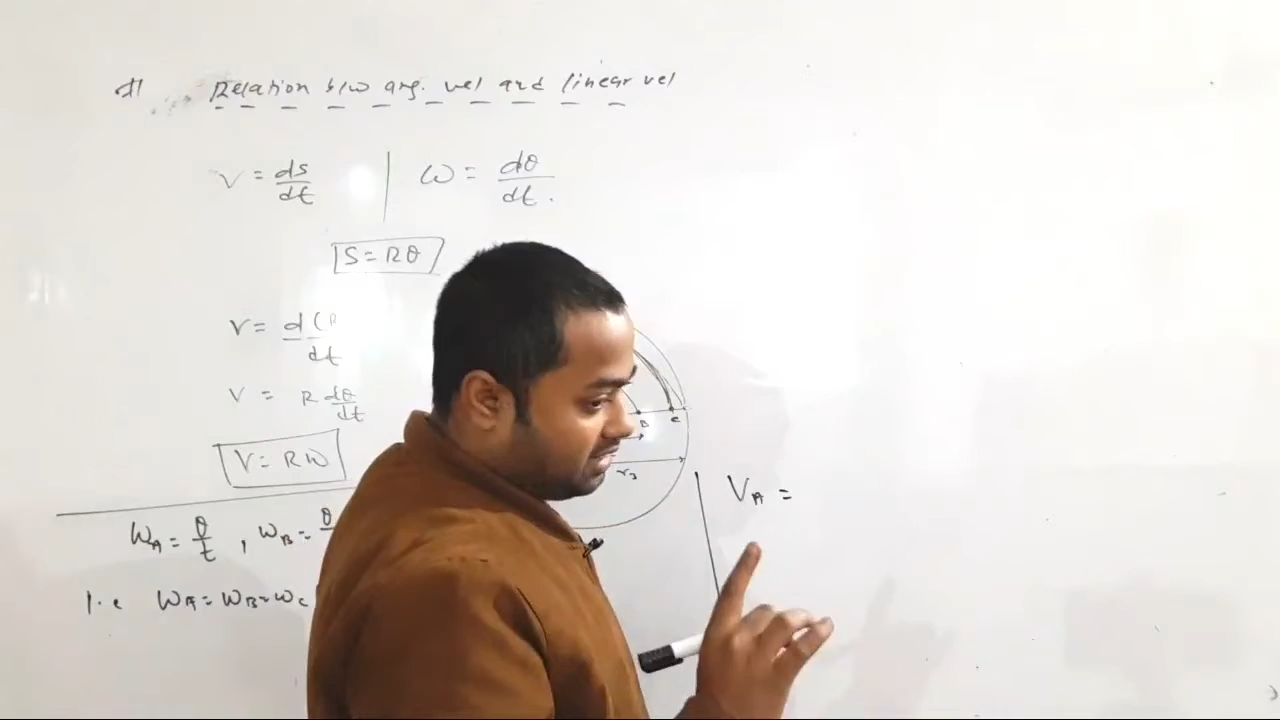 Relation b/w ang. vel and linear vel
V = ds/dt | ω = dθ/dt.
S = Rθ
V = d(R/dt
V = R dθ/dt
V = Rω
B C
r₃
V_A =
ω_A = θ/t , ω_B = θ
i.e ω_A = ω_B = ω_C